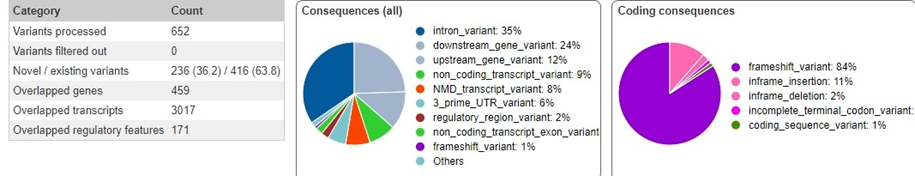 Category Count
Variants processed 652
Variants filtered out 0
Novel / existing variants 236 (36.2) / 416 (63.8)
Overlapped genes 459
Overlapped transcripts 3017
Overlapped regulatory features 171
Consequences (all)
intron_variant: 35%
downstream_gene_variant: 24%
upstream_gene_variant: 12%
non_coding_transcript_variant: 9%
NMD_transcript_variant: 8%
3_prime_UTR_variant: 6%
regulatory_region_variant: 2%
non_coding_transcript_exon_variant
frameshift_variant: 1%
Others
Coding consequences
frameshift_variant: 84%
inframe_insertion: 11%
inframe_deletion: 2%
incomplete_terminal_codon_variant:
coding_sequence_variant: 1%